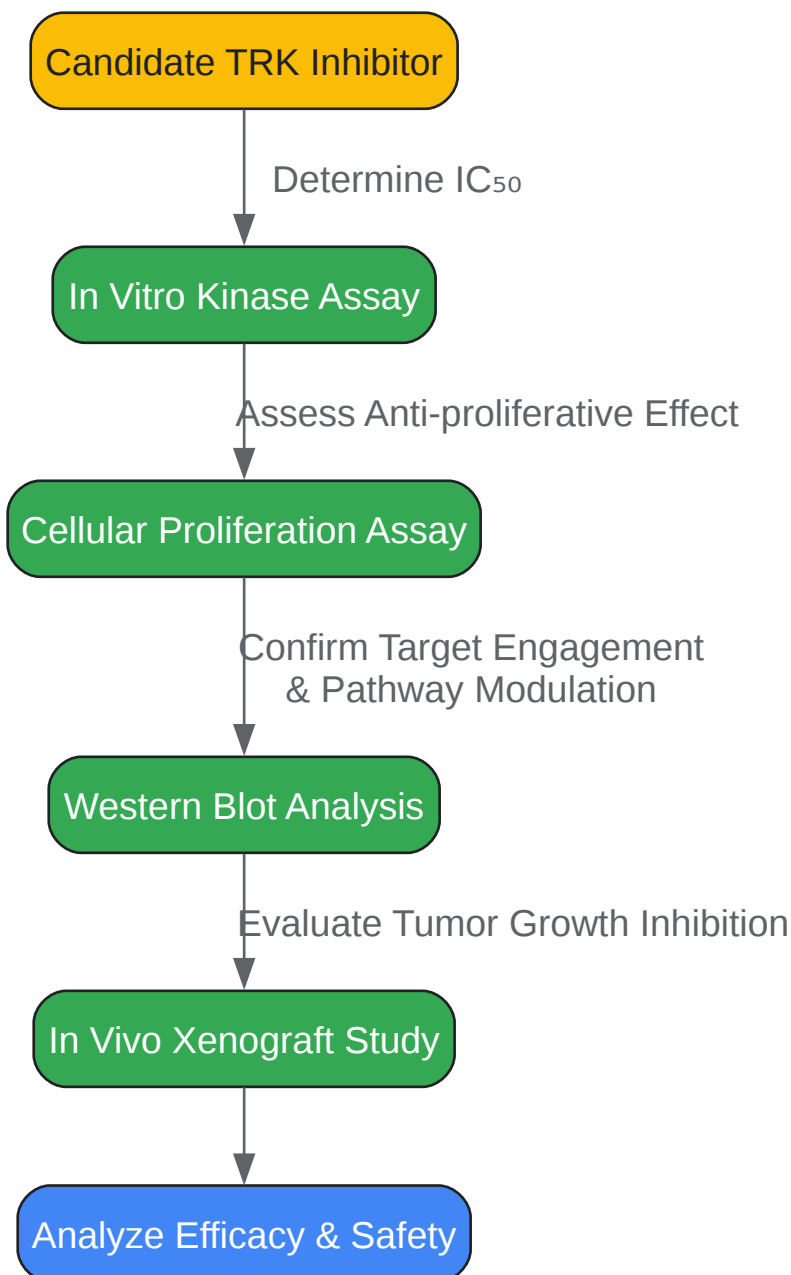 Candidate TRK Inhibitor
Determine IC₅₀
In Vitro Kinase Assay
Assess Anti-proliferative Effect
Cellular Proliferation Assay
Confirm Target Engagement
& Pathway Modulation
Western Blot Analysis
Evaluate Tumor Growth Inhibition
In Vivo Xenograft Study
Analyze Efficacy & Safety